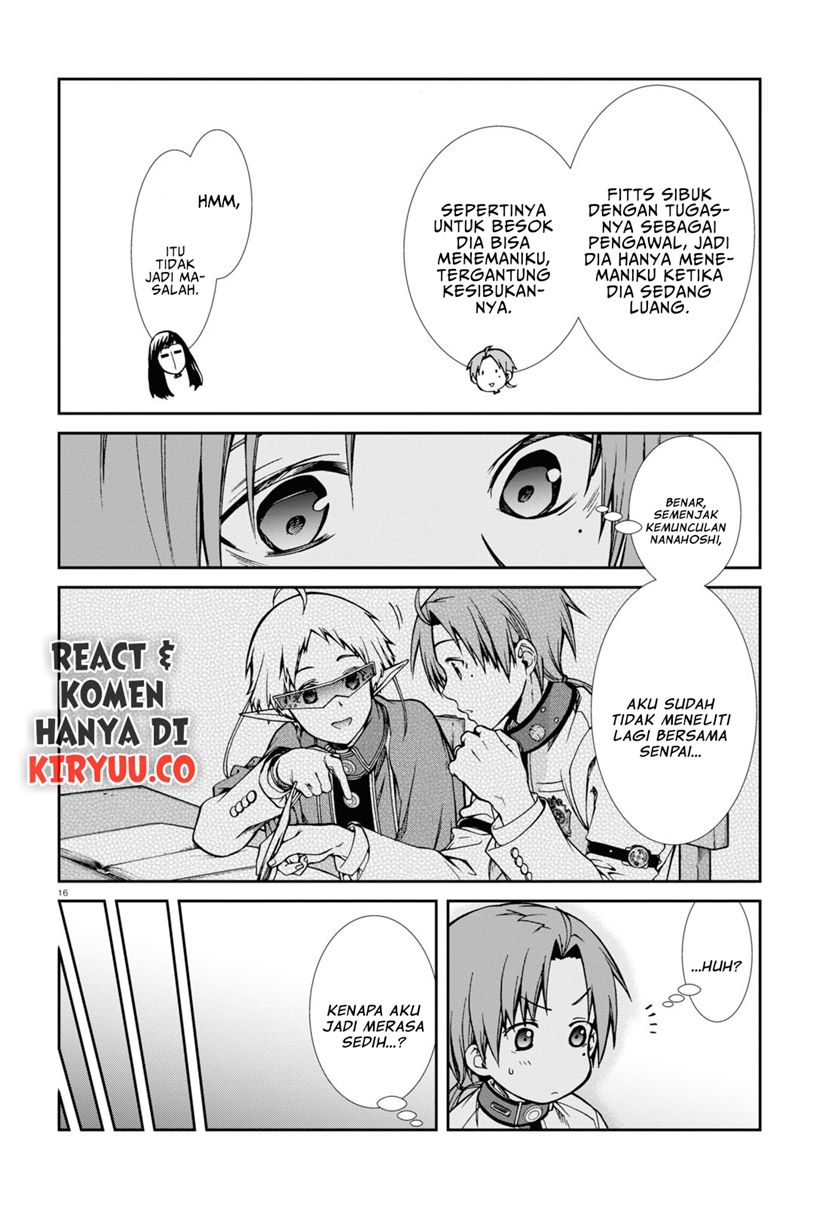 FITTS SIBUK
DENGAN TUGAS-
NYA SEBAGAI
PENGAWAL, JADI
DIA HANYA MENE-
MANIKU KETIKA
DIA SEDANG
LUANG.
SEPERTINYA
UNTUK BESOK
DIA BISA
MENEMANIKU,
TERGANTUNG
KESIBUKAN-
NYA.
HMM,
ITU
TIDAK
JADI MA-
SALAH.
BENAR,
SEMENJAK
KEMUNCULAN
NANAHOSHI,
AKU SUDAH
TIDAK MENELITI
LAGI BERSAMA
SENPAI...
REACT &
KOMEN
HANYA DI
KIRYUU.CO
16
...HUH?
KENAPA AKU
JADI MERASA
SEDIH...?